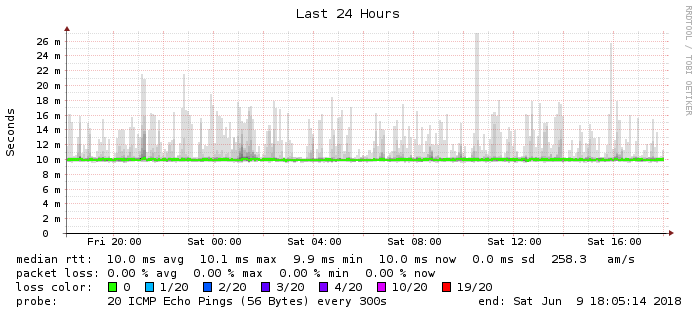 Last 24 Hours
RRDTOOL / TOBI OETIKER
Seconds
26 m
24 m
22 m
20 m
18 m
16 m
14 m
12 m
10 m
8 m
6 m
4 m
2 m
0
Fri 20:00 Sat 00:00 Sat 04:00 Sat 08:00 Sat 12:00 Sat 16:00
median rtt: 10.0 ms avg 10.1 ms max 9.9 ms min 10.0 ms now 0.0 ms sd 258.3 am/s
packet loss: 0.00 % avg 0.00 % max 0.00 % min 0.00 % now
loss color: 0 1/20 2/20 3/20 4/20 10/20 19/20
probe: 20 ICMP Echo Pings (56 Bytes) every 300s end: Sat Jun 9 18:05:14 2018